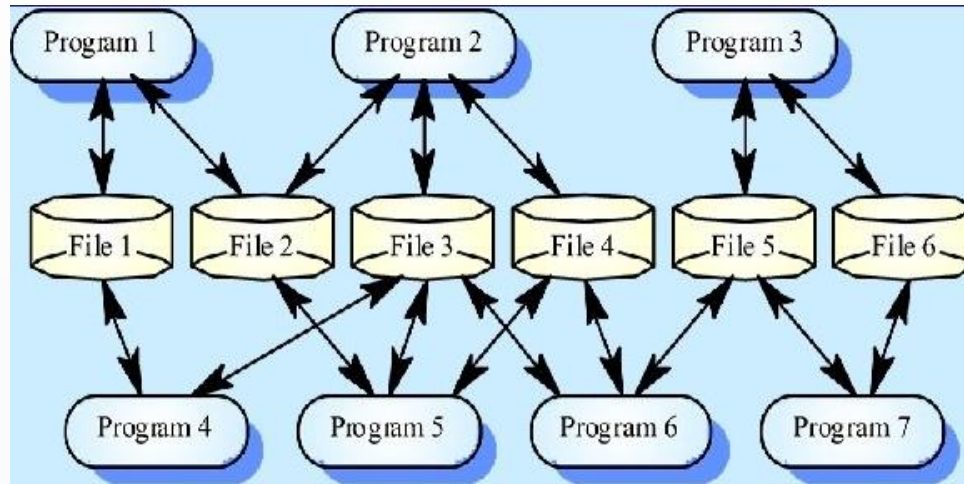 Program 1
Program 2
Program 3
File 1
File 2
File 3
File 4
File 5
File 6
Program 4
Program 5
Program 6
Program 7